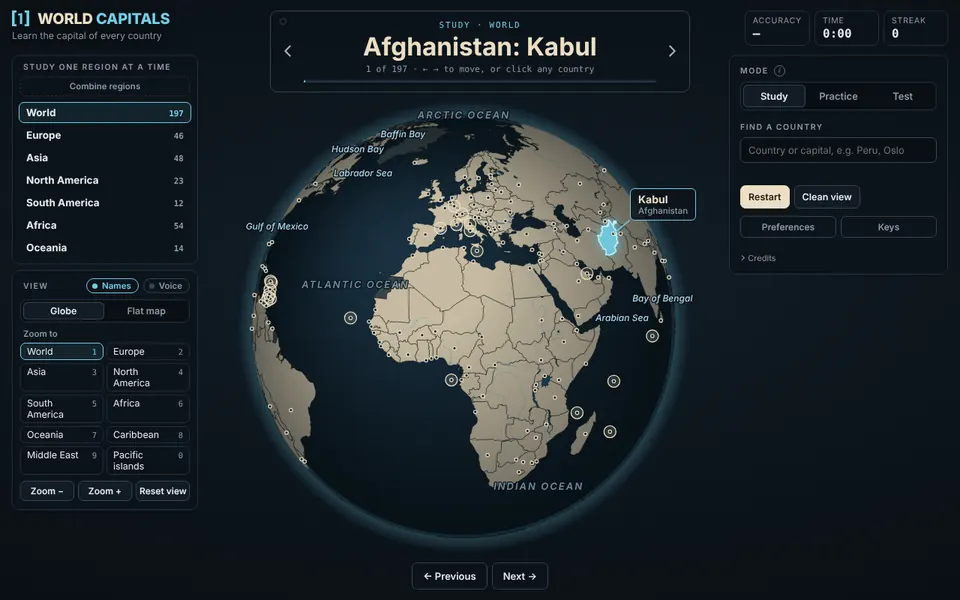 [1] WORLD CAPITALS
Learn the capital of every country
STUDY ONE REGION AT A TIME
Combine regions
World 197
Europe 46
Asia 48
North America 23
South America 12
Africa 54
Oceania 14
VIEW Names Voice
Globe Flat map
Zoom to
World 1 Europe 2
Asia 3 North America 4
South America 5 Africa 6
Oceania 7 Caribbean 8
Middle East 9 Pacific islands 0
Zoom − Zoom + Reset view
STUDY · WORLD
Afghanistan: Kabul
1 of 197 · ← → to move, or click any country
ARCTIC OCEAN
Baffin Bay
Hudson Bay
Labrador Sea
Gulf of Mexico
ATLANTIC OCEAN
Kabul
Afghanistan
Bay of Bengal
Arabian Sea
INDIAN OCEAN
← Previous Next →
ACCURACY TIME STREAK
– 0:00 0
MODE i
Study Practice Test
FIND A COUNTRY
Country or capital, e.g. Peru, Oslo
Restart Clean view
Preferences Keys
> Credits